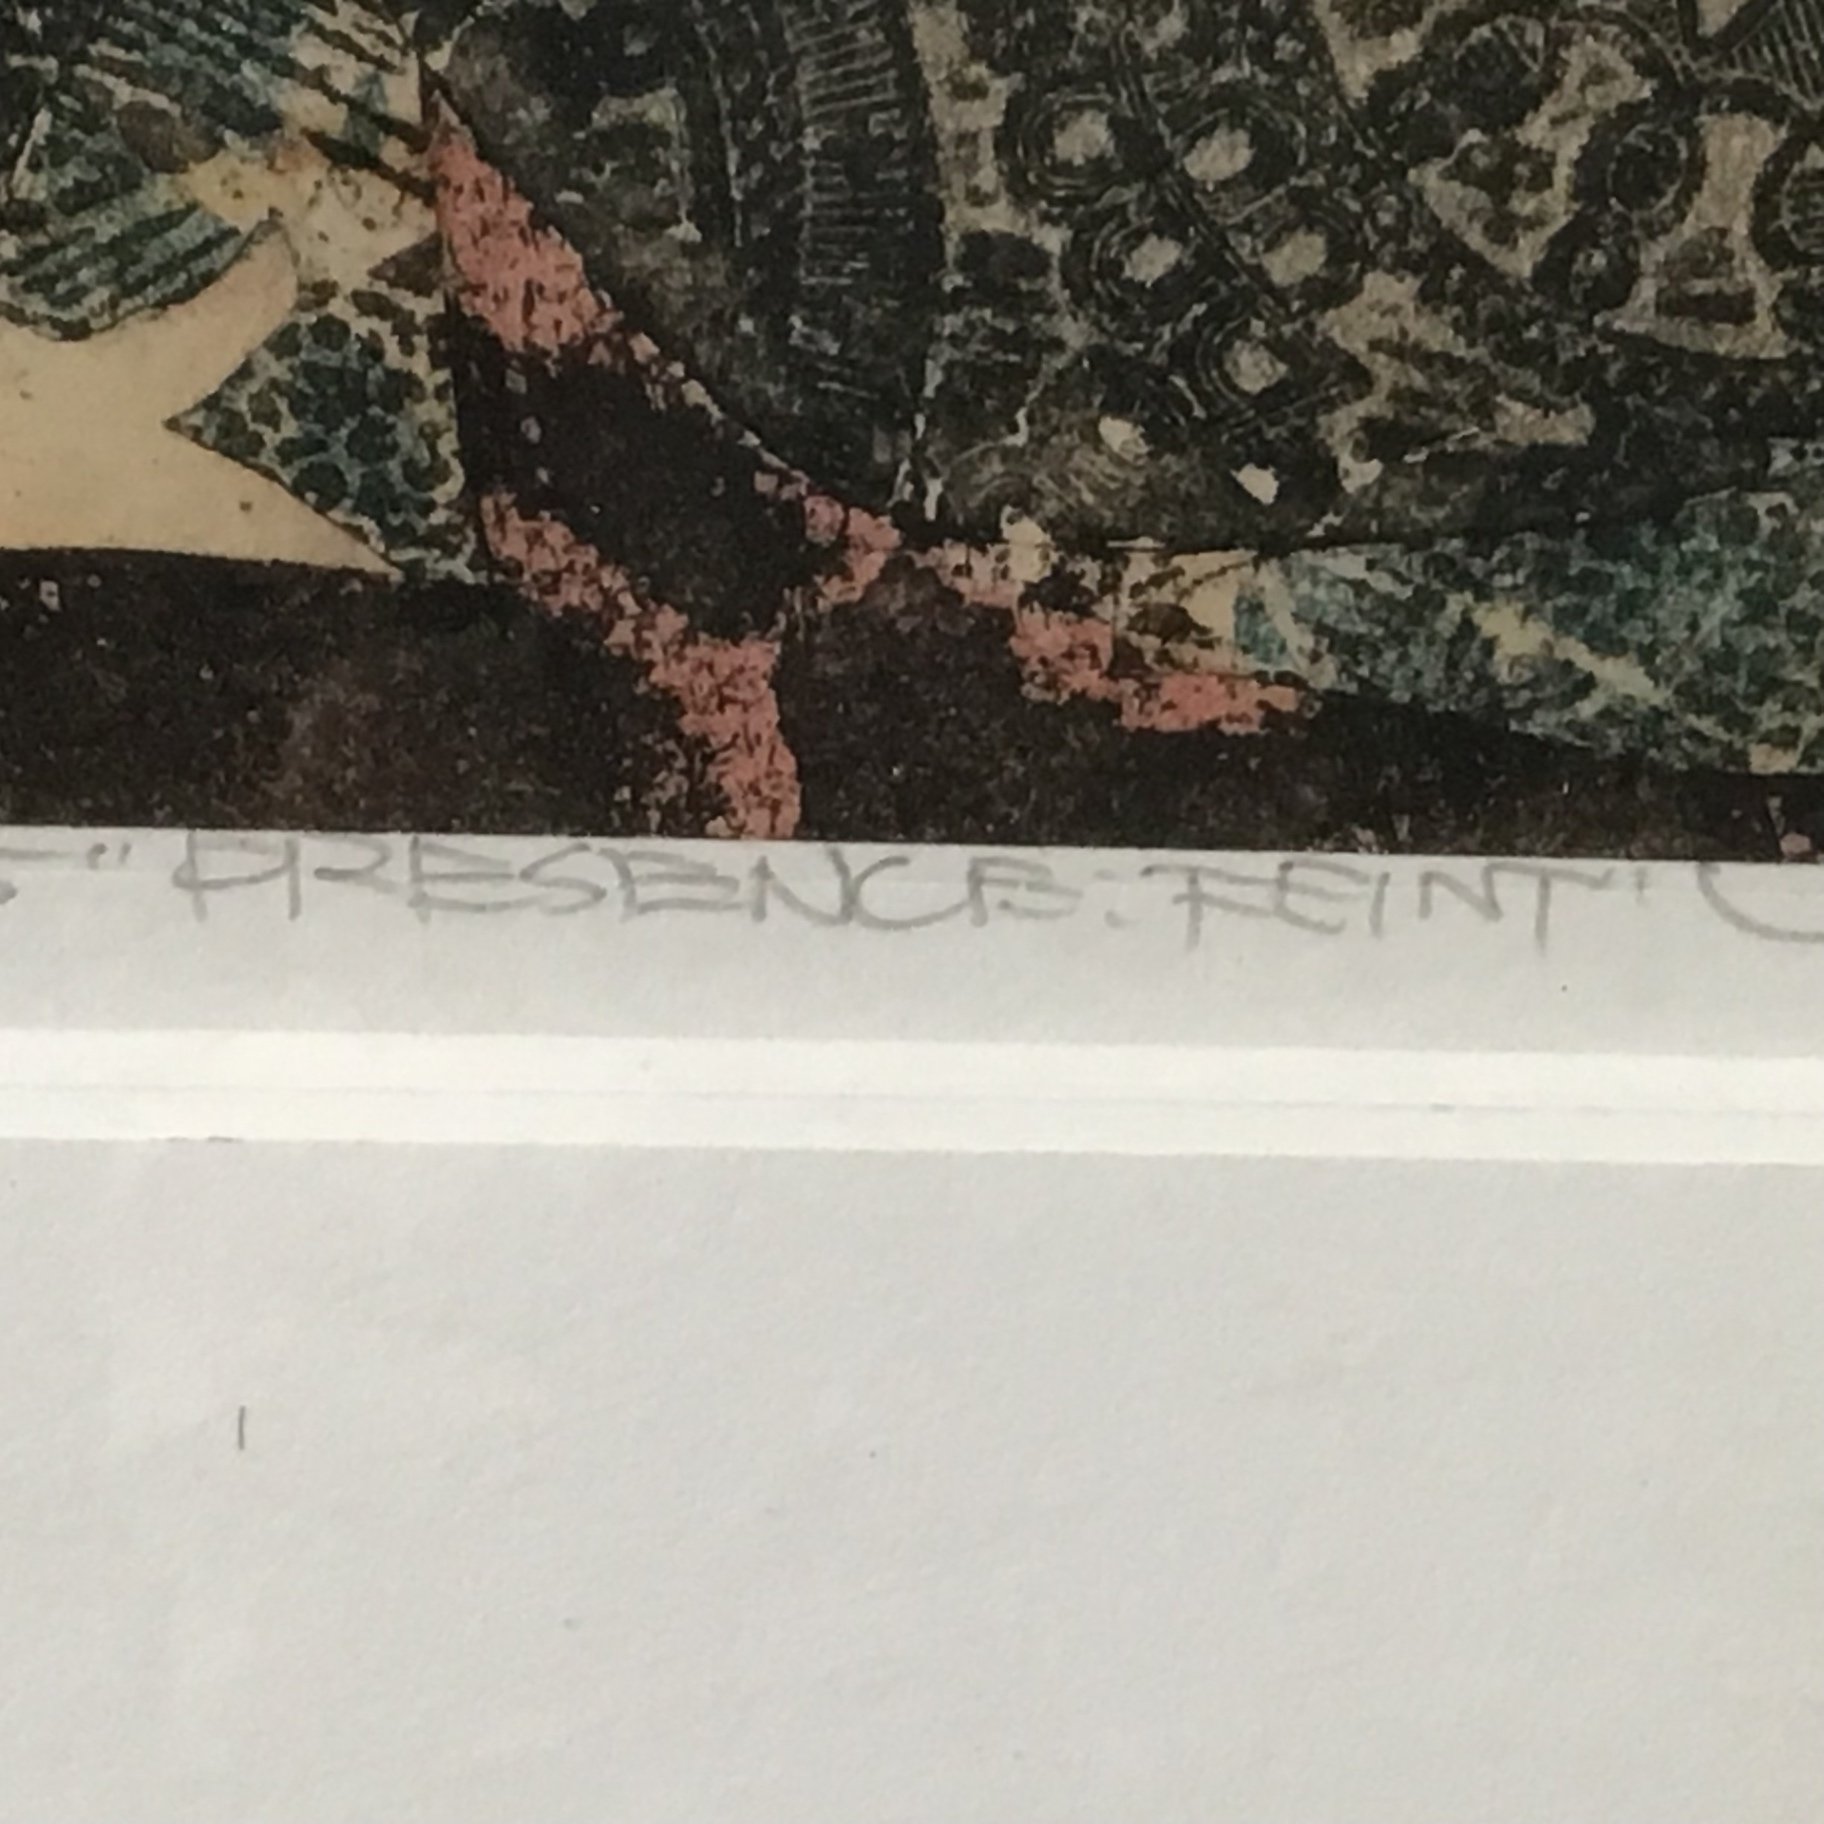 " PRESENCE: FEINT"